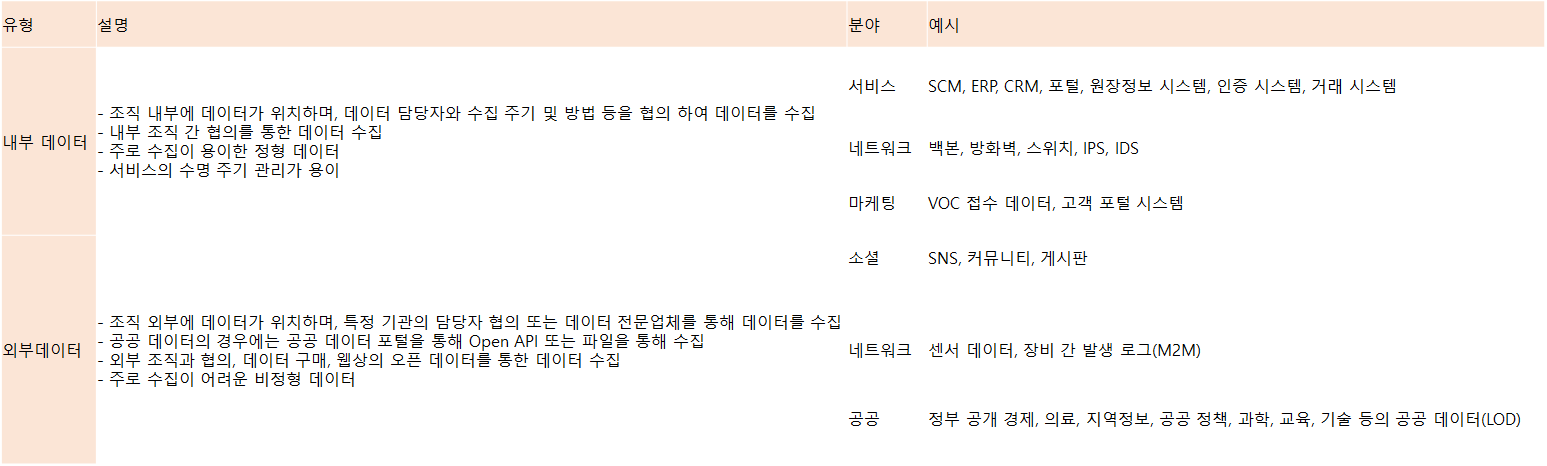 유형 설명 분야 예시
내부 데이터
- 조직 내부에 데이터가 위치하며, 데이터 담당자와 수집 주기 및 방법 등을 협의 하여 데이터를 수집
- 내부 조직 간 협의를 통한 데이터 수집
- 주로 수집이 용이한 정형 데이터
- 서비스의 수명 주기 관리가 용이
서비스 SCM, ERP, CRM, 포털, 원장정보 시스템, 인증 시스템, 거래 시스템
네트워크 백본, 방화벽, 스위치, IPS, IDS
마케팅 VOC 접수 데이터, 고객 포털 시스템
외부데이터
- 조직 외부에 데이터가 위치하며, 특정 기관의 담당자 협의 또는 데이터 전문업체를 통해 데이터를 수집
- 공공 데이터의 경우에는 공공 데이터 포털을 통해 Open API 또는 파일을 통해 수집
- 외부 조직과 협의, 데이터 구매, 웹상의 오픈 데이터를 통한 데이터 수집
- 주로 수집이 어려운 비정형 데이터
소셜 SNS, 커뮤니티, 게시판
네트워크 센서 데이터, 장비 간 발생 로그(M2M)
공공 정부 공개 경제, 의료, 지역정보, 공공 정책, 과학, 교육, 기술 등의 공공 데이터(LOD)